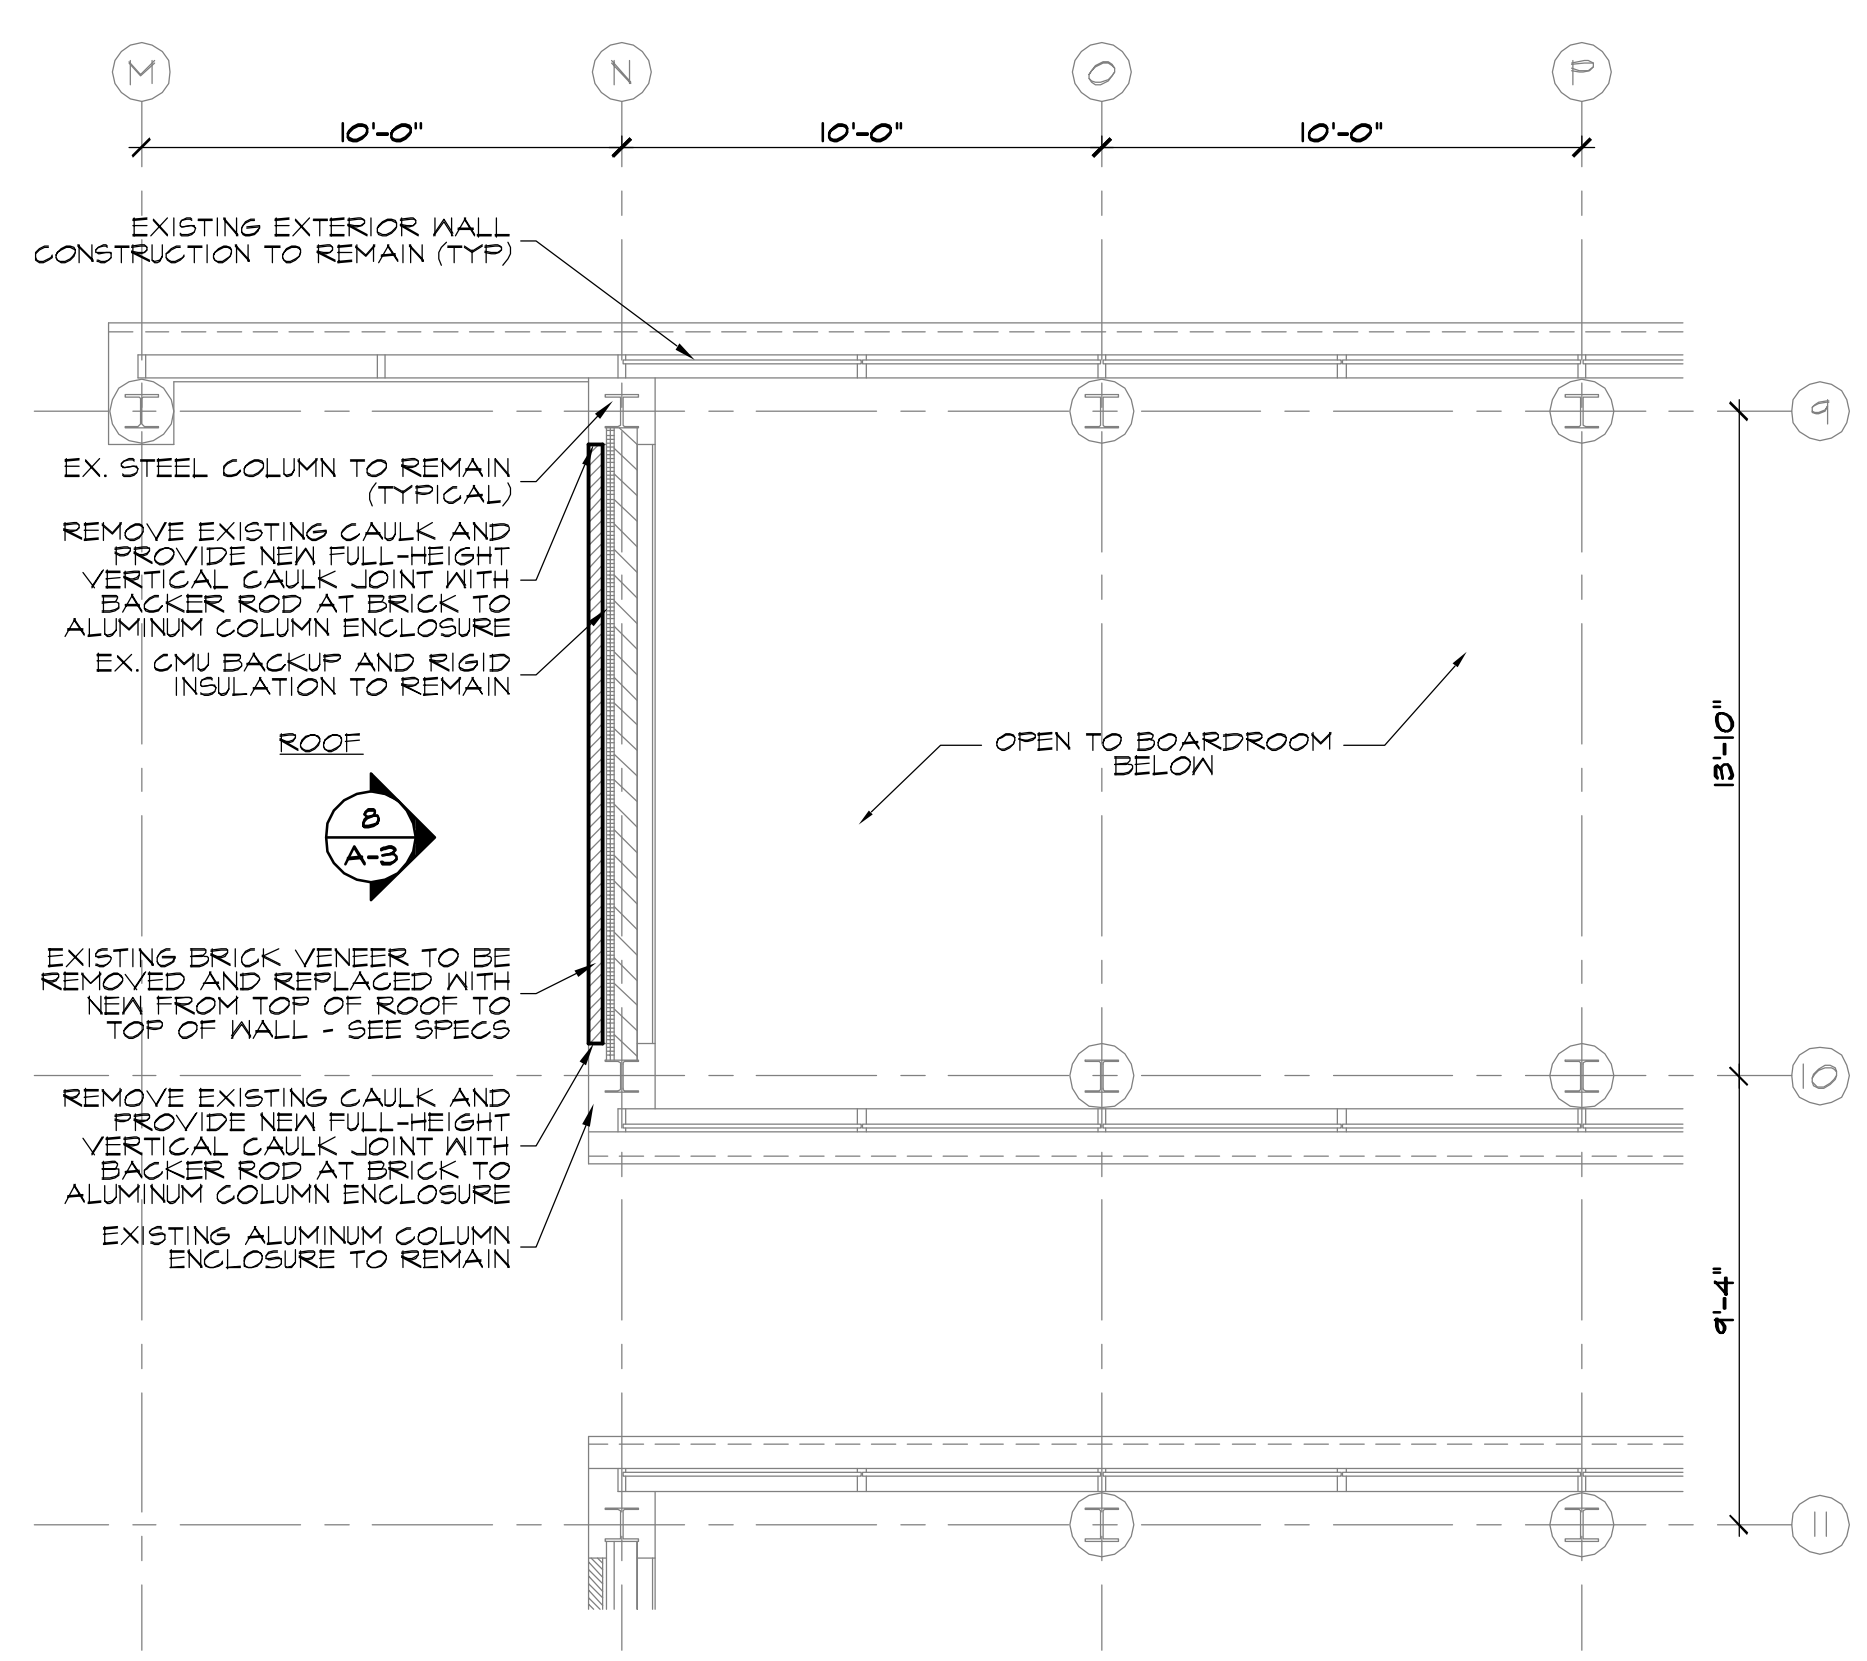 M
N
O
P
10'-0"
10'-0"
10'-0"
EXISTING EXTERIOR WALL
CONSTRUCTION TO REMAIN (TYP)
9
EX. STEEL COLUMN TO REMAIN
(TYPICAL)
REMOVE EXISTING CAULK AND
PROVIDE NEW FULL-HEIGHT
VERTICAL CAULK JOINT WITH
BACKER ROD AT BRICK TO
ALUMINUM COLUMN ENCLOSURE
EX. CMU BACKUP AND RIGID
INSULATION TO REMAIN
ROOF
OPEN TO BOARDROOM
BELOW
13'-10"
8
A-3
EXISTING BRICK VENEER TO BE
REMOVED AND REPLACED WITH
NEW FROM TOP OF ROOF TO
TOP OF WALL - SEE SPECS
10
REMOVE EXISTING CAULK AND
PROVIDE NEW FULL-HEIGHT
VERTICAL CAULK JOINT WITH
BACKER ROD AT BRICK TO
ALUMINUM COLUMN ENCLOSURE
EXISTING ALUMINUM COLUMN
ENCLOSURE TO REMAIN
9'-4"
11